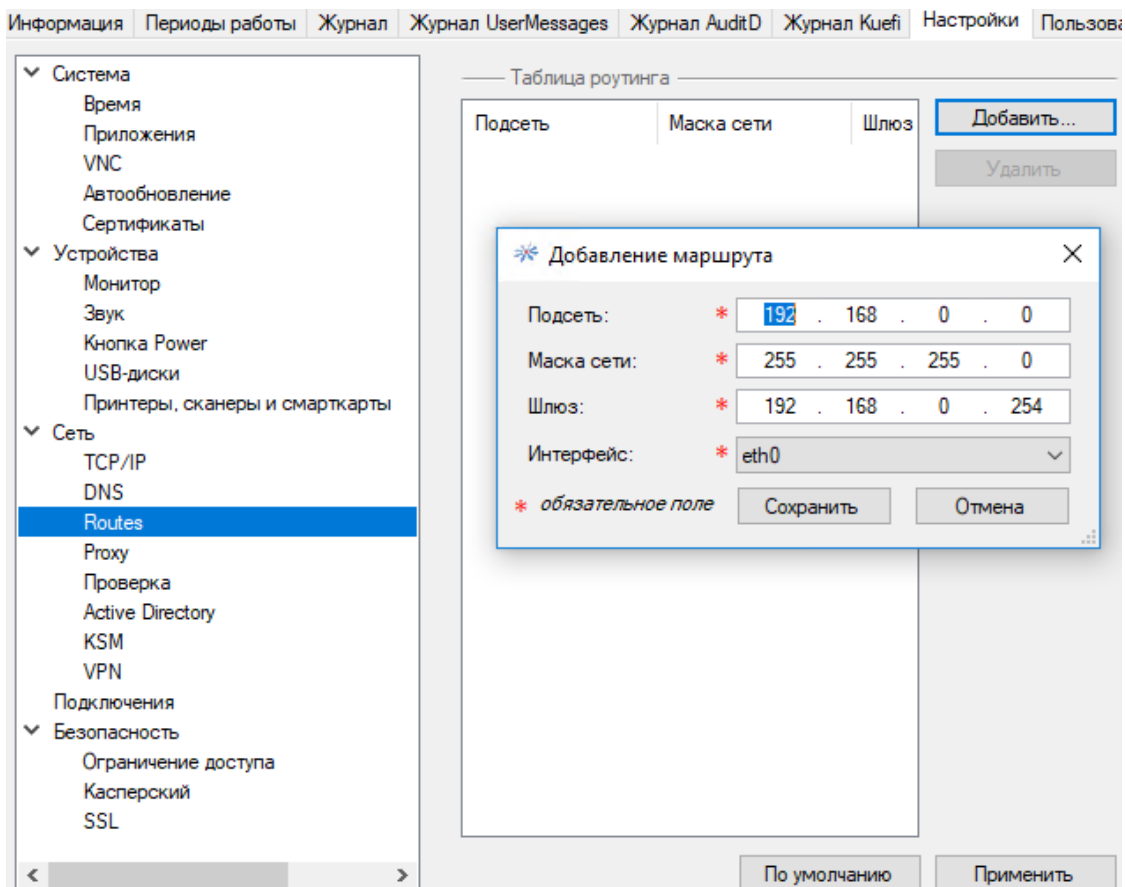 Информация Периоды работы Журнал Журнал UserMessages Журнал AuditD Журнал Kuefi Настройки Пользова
Система
Время
Приложения
VNC
Автообновление
Сертификаты
Устройства
Монитор
Звук
Кнопка Power
USB-диски
Принтеры, сканеры и смарткарты
Сеть
TCP/IP
DNS
Routes
Proxy
Проверка
Active Directory
KSM
VPN
Подключения
Безопасность
Ограничение доступа
Касперский
SSL
Таблица роутинга
Подсеть Маска сети Шлюз
Добавить...
Удалить
Добавление маршрута
Подсеть: * 192 . 168 . 0 . 0
Маска сети: * 255 . 255 . 255 . 0
Шлюз: * 192 . 168 . 0 . 254
Интерфейс: * eth0
* обязательное поле Сохранить Отмена
По умолчанию Применить